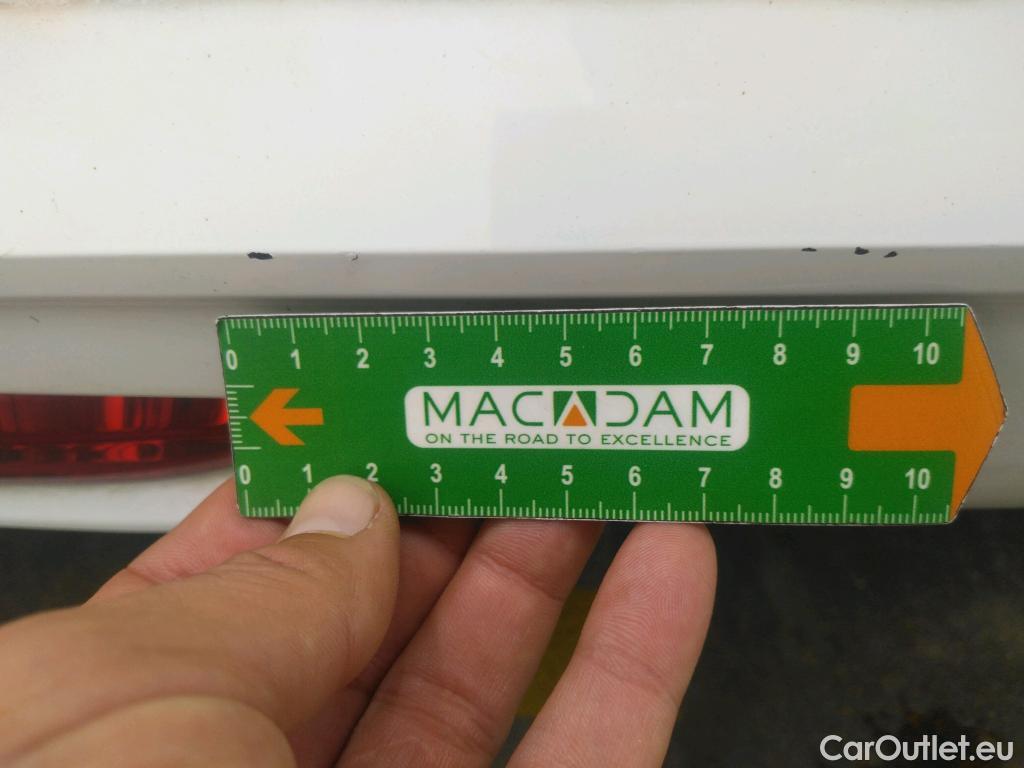 0 1 2 3 4 5 6 7 8 9 10
MACADAM
ON THE ROAD TO EXCELLENCE
0 1 2 3 4 5 6 7 8 9 10
CarOutlet.eu